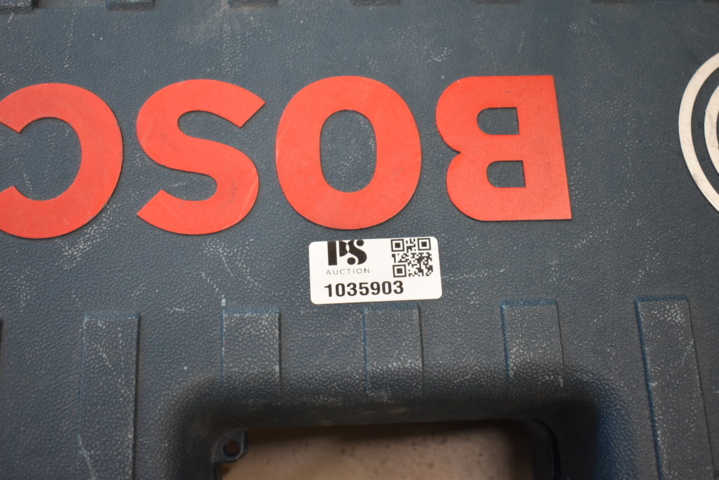 BOSC
PS
AUCTION
1035903